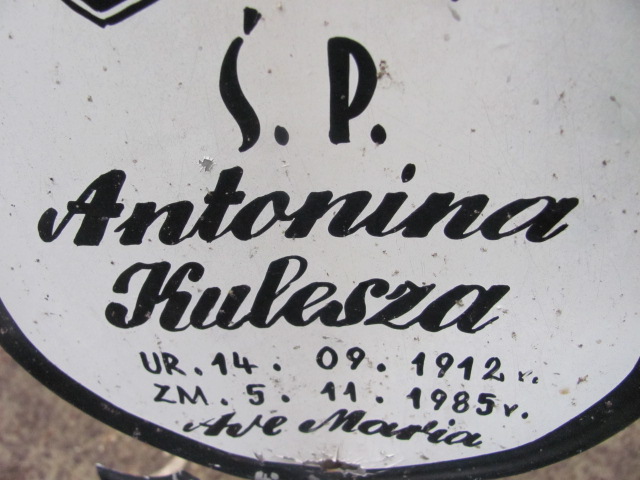 Ś. P.
Antonina
Kulesza
UR. 14. 09. 1912 r.
ZM. 5. 11. 1985 r.
Ave Maria